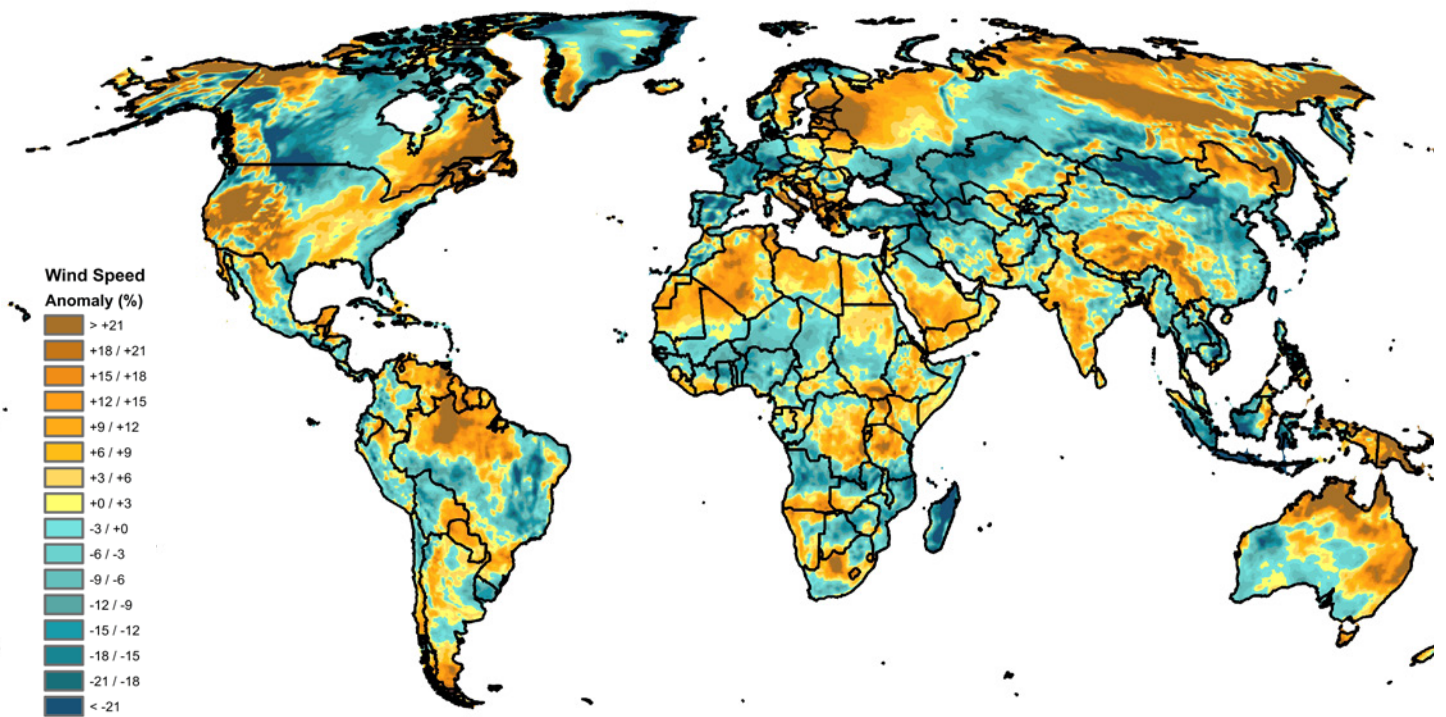 Wind Speed
Anomaly (%)
> +21
+18 / +21
+15 / +18
+12 / +15
+9 / +12
+6 / +9
+3 / +6
+0 / +3
-3 / +0
-6 / -3
-9 / -6
-12 / -9
-15 / -12
-18 / -15
-21 / -18
< -21